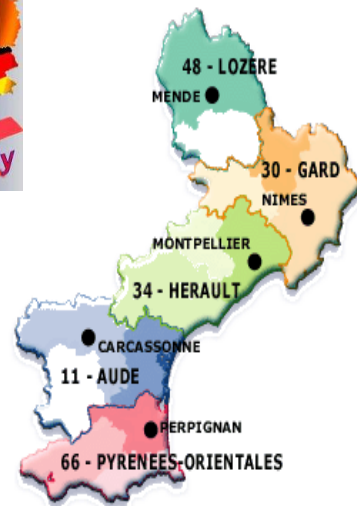 48 - LOZERE
MENDE
y
30 - GARD
NIMES
MONTPELLIER
34 - HERAULT
CARCASSONNE
11 - AUDE
PERPIGNAN
66 - PYRENEES-ORIENTALES